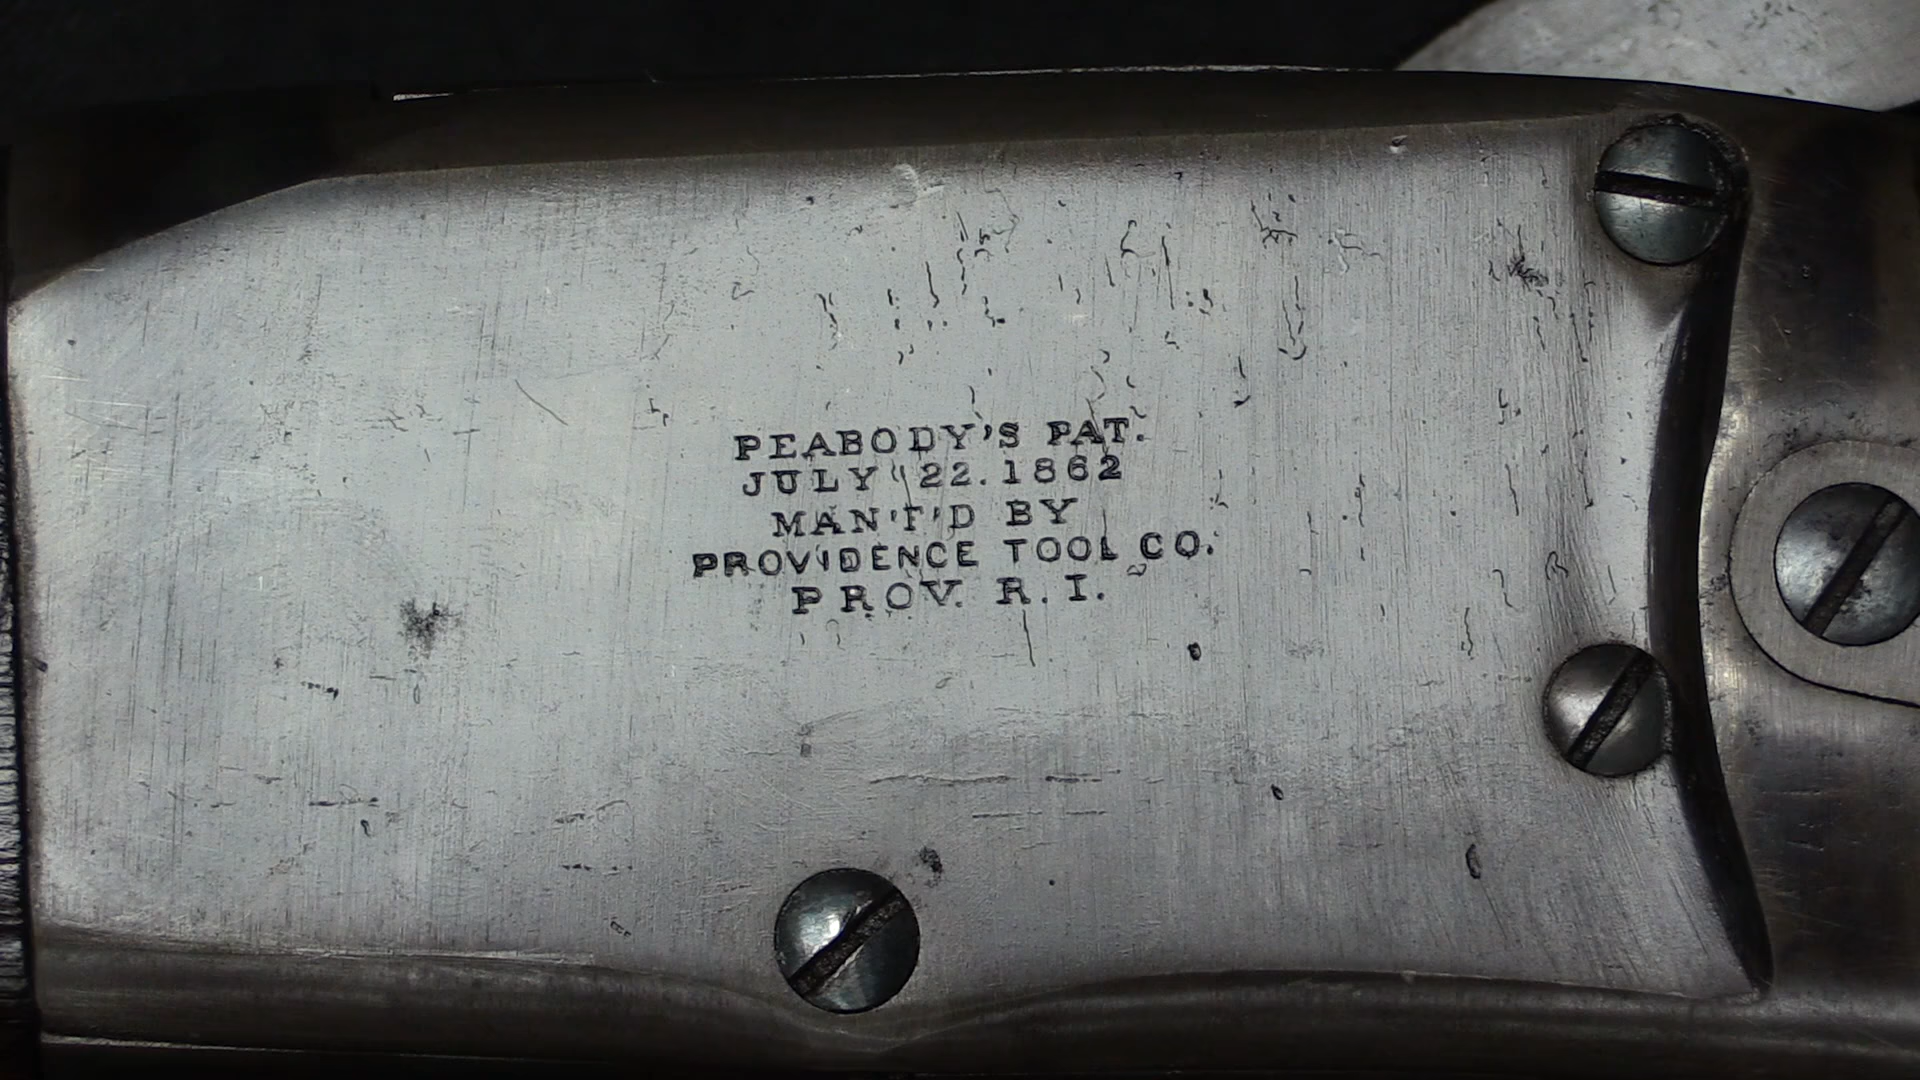 PEABODY'S PAT.
JULY 22.1862
MAN'F'D BY
PROVIDENCE TOOL CO.
PROV. R. I.